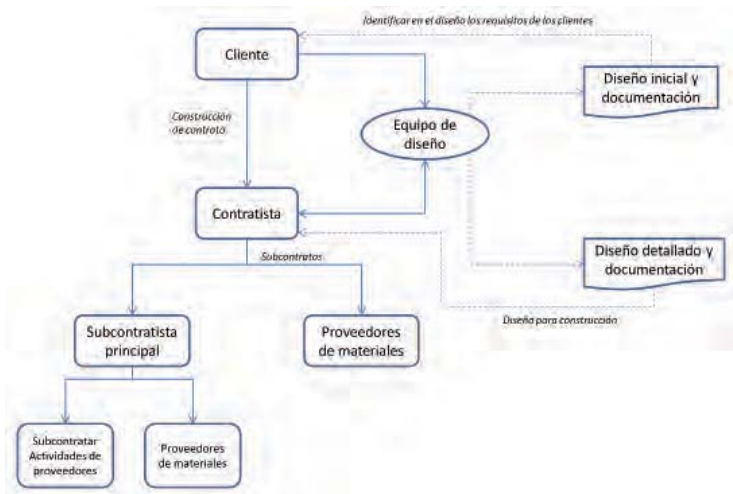 Identificar en el diseño los requisitos de los clientes
Cliente
Diseño inicial y
documentación
Construcción
de contrato
Equipo de
diseño
Contratista
Diseño detallado y
documentación
Subcontratos
Diseño para construcción
Subcontratista
principal
Proveedores
de materiales
Subcontratar
Actividades de
proveedores
Proveedores
de materiales